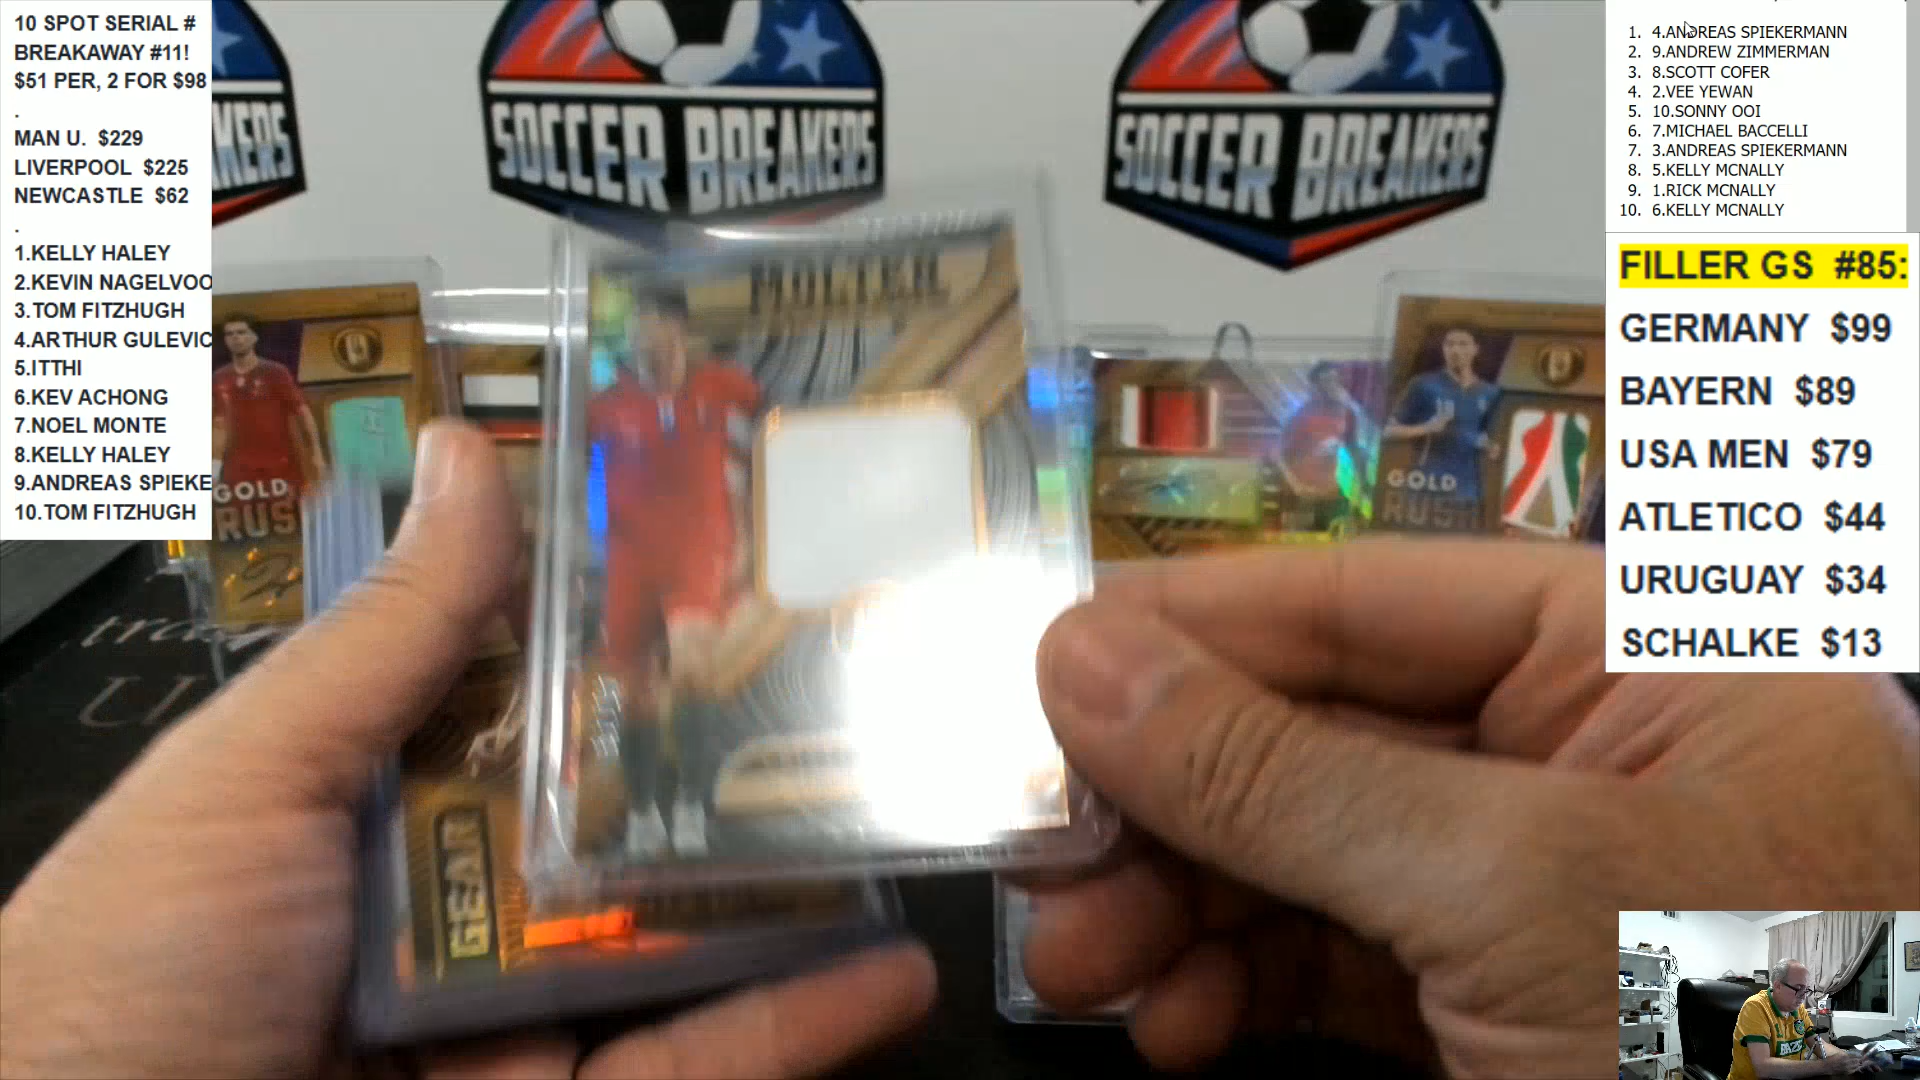 10 SPOT SERIAL #
BREAKAWAY #11!
$51 PER, 2 FOR $98
.
MAN U. $229
LIVERPOOL $225
NEWCASTLE $62
.
1.KELLY HALEY
2.KEVIN NAGELVOO
3.TOM FITZHUGH
4.ARTHUR GULEVIC
5.ITTHI
6.KEV ACHONG
7.NOEL MONTE
8.KELLY HALEY
9.ANDREAS SPIEKE
10.TOM FITZHUGH
KERS
SOCCER BREAKERS
SOCCER BREAKERS
GOLD
RUSH
GEAR
GOLD
RUSH
1. 4.ANDREAS SPIEKERMANN
2. 9.ANDREW ZIMMERMAN
3. 8.SCOTT COFER
4. 2.VEE YEWAN
5. 10.SONNY OOI
6. 7.MICHAEL BACCELLI
7. 3.ANDREAS SPIEKERMANN
8. 5.KELLY MCNALLY
9. 1.RICK MCNALLY
10. 6.KELLY MCNALLY
FILLER GS #85:
GERMANY $99
BAYERN $89
USA MEN $79
ATLETICO $44
URUGUAY $34
SCHALKE $13